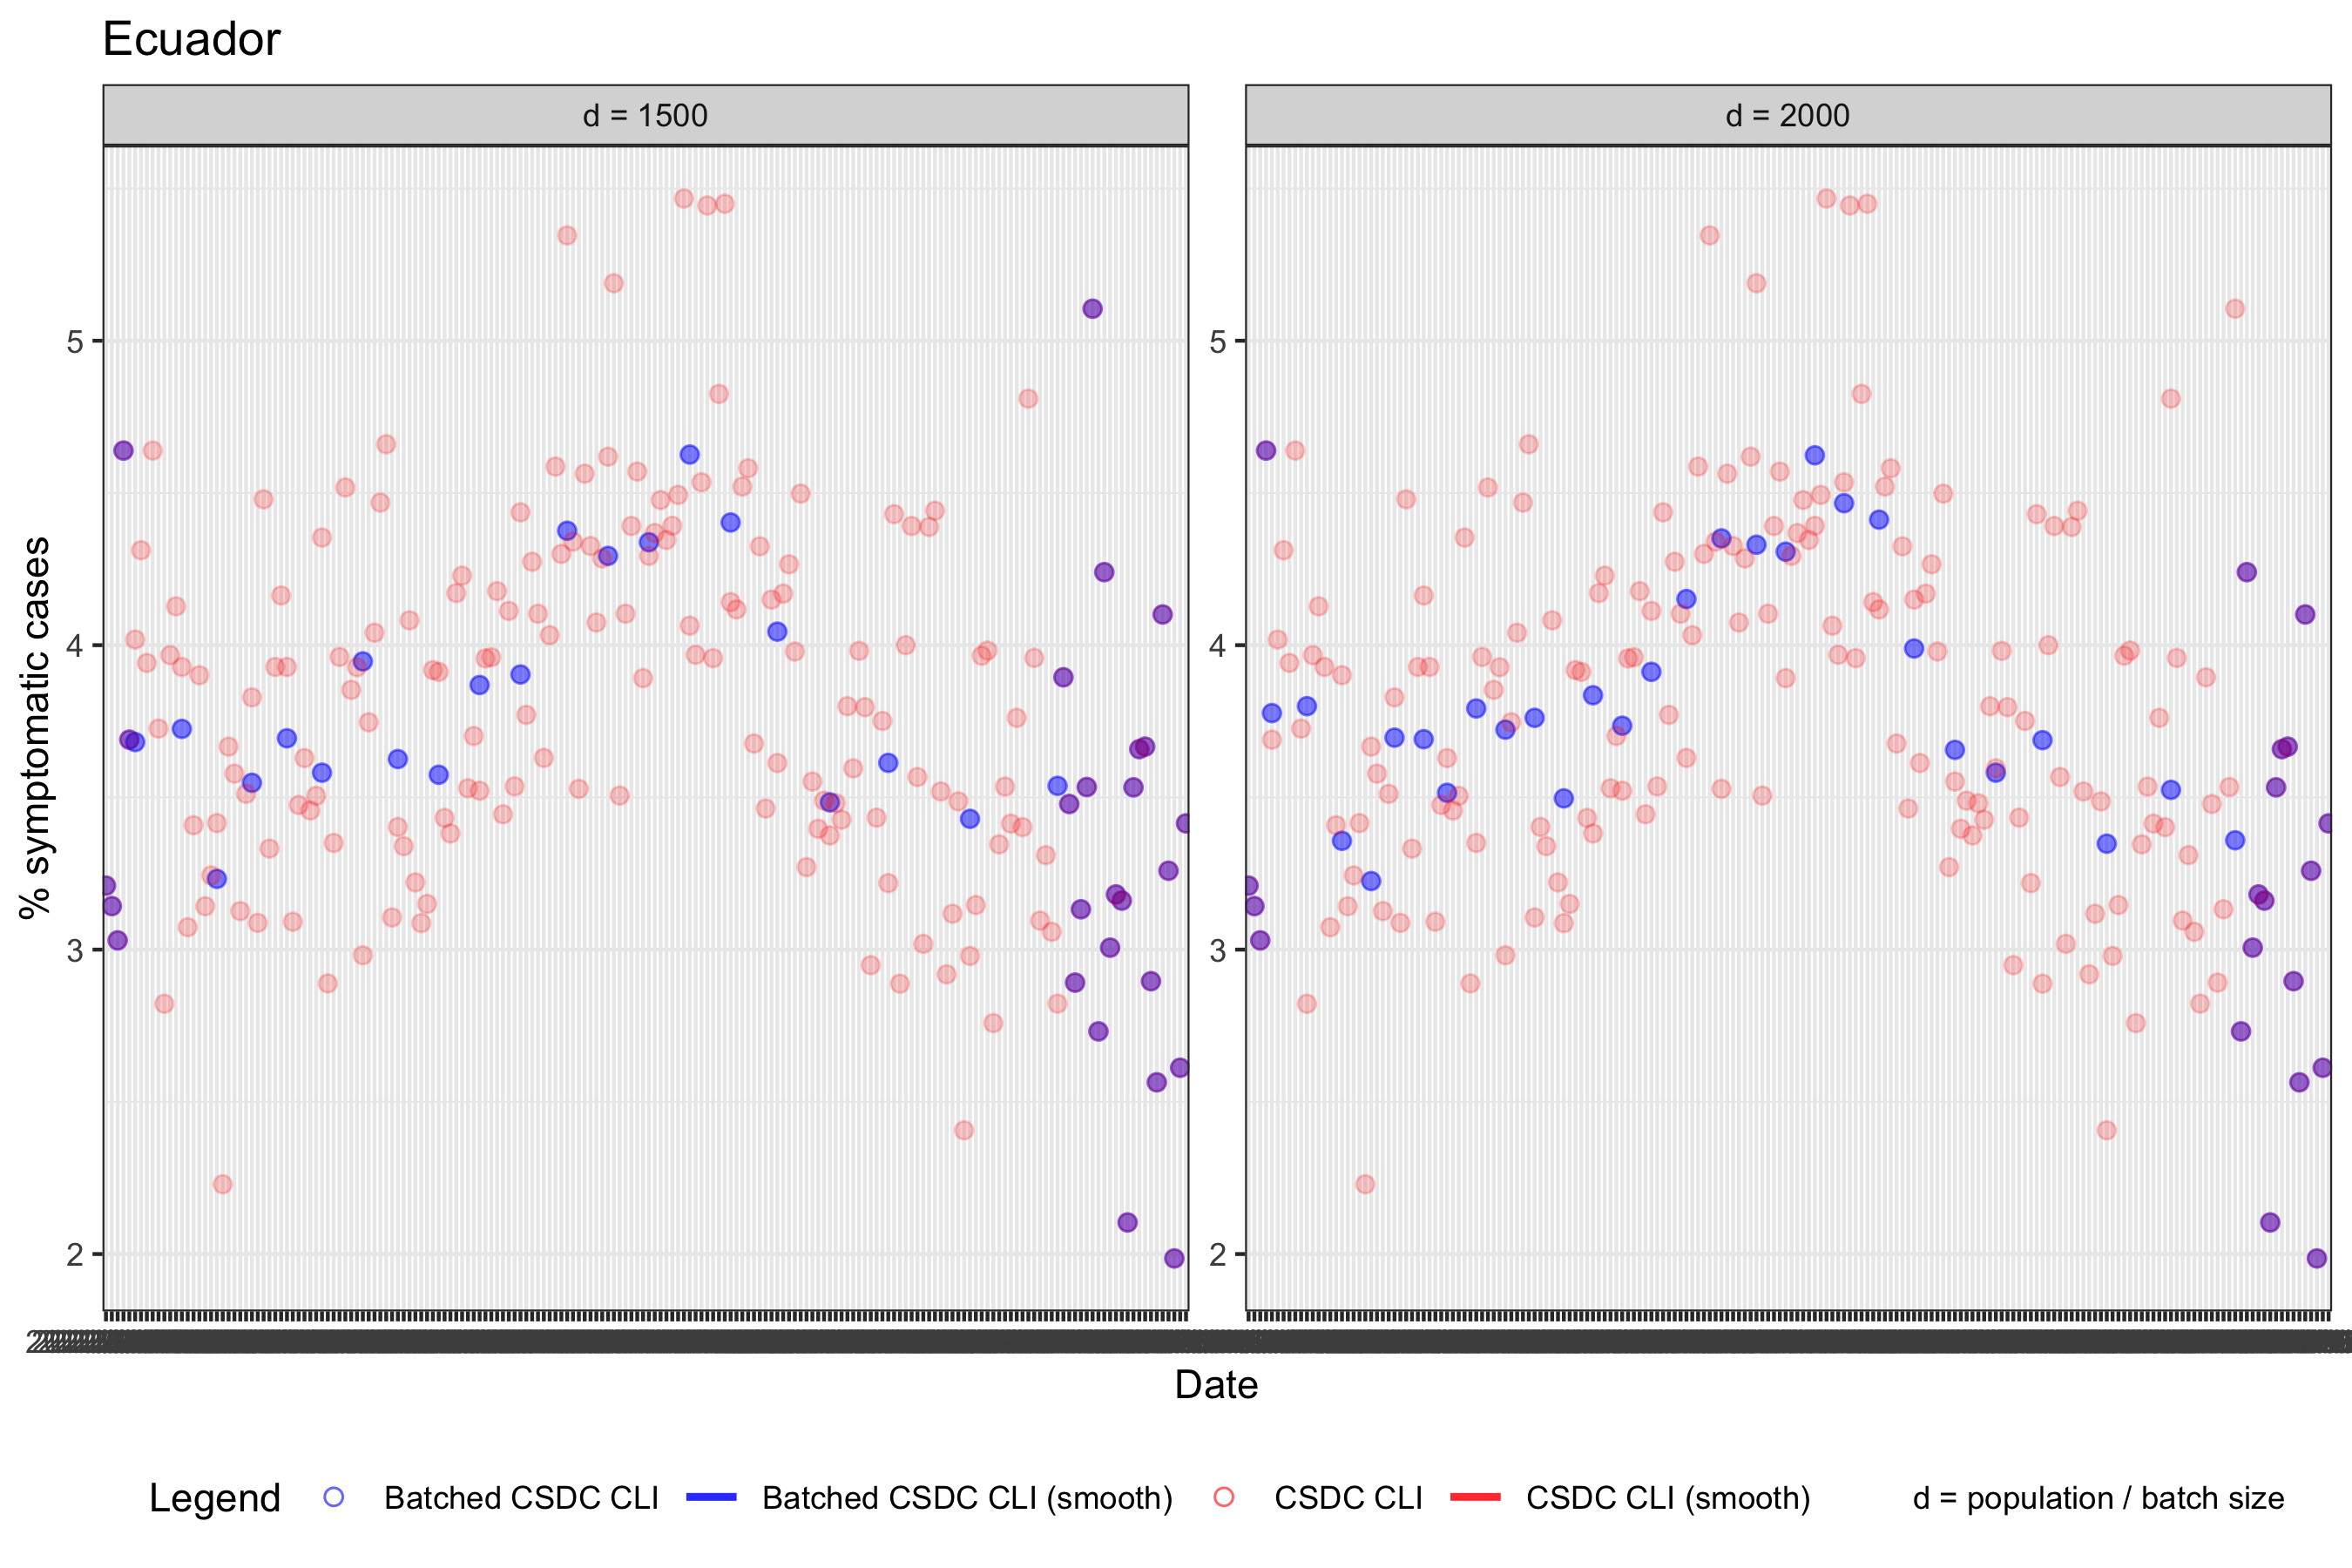 Ecuador
d = 1500
d = 2000
% symptomatic cases
5
4
3
2
5
4
3
2
Date
Legend
Batched CSDC CLI
Batched CSDC CLI (smooth)
CSDC CLI
CSDC CLI (smooth)
d = population / batch size